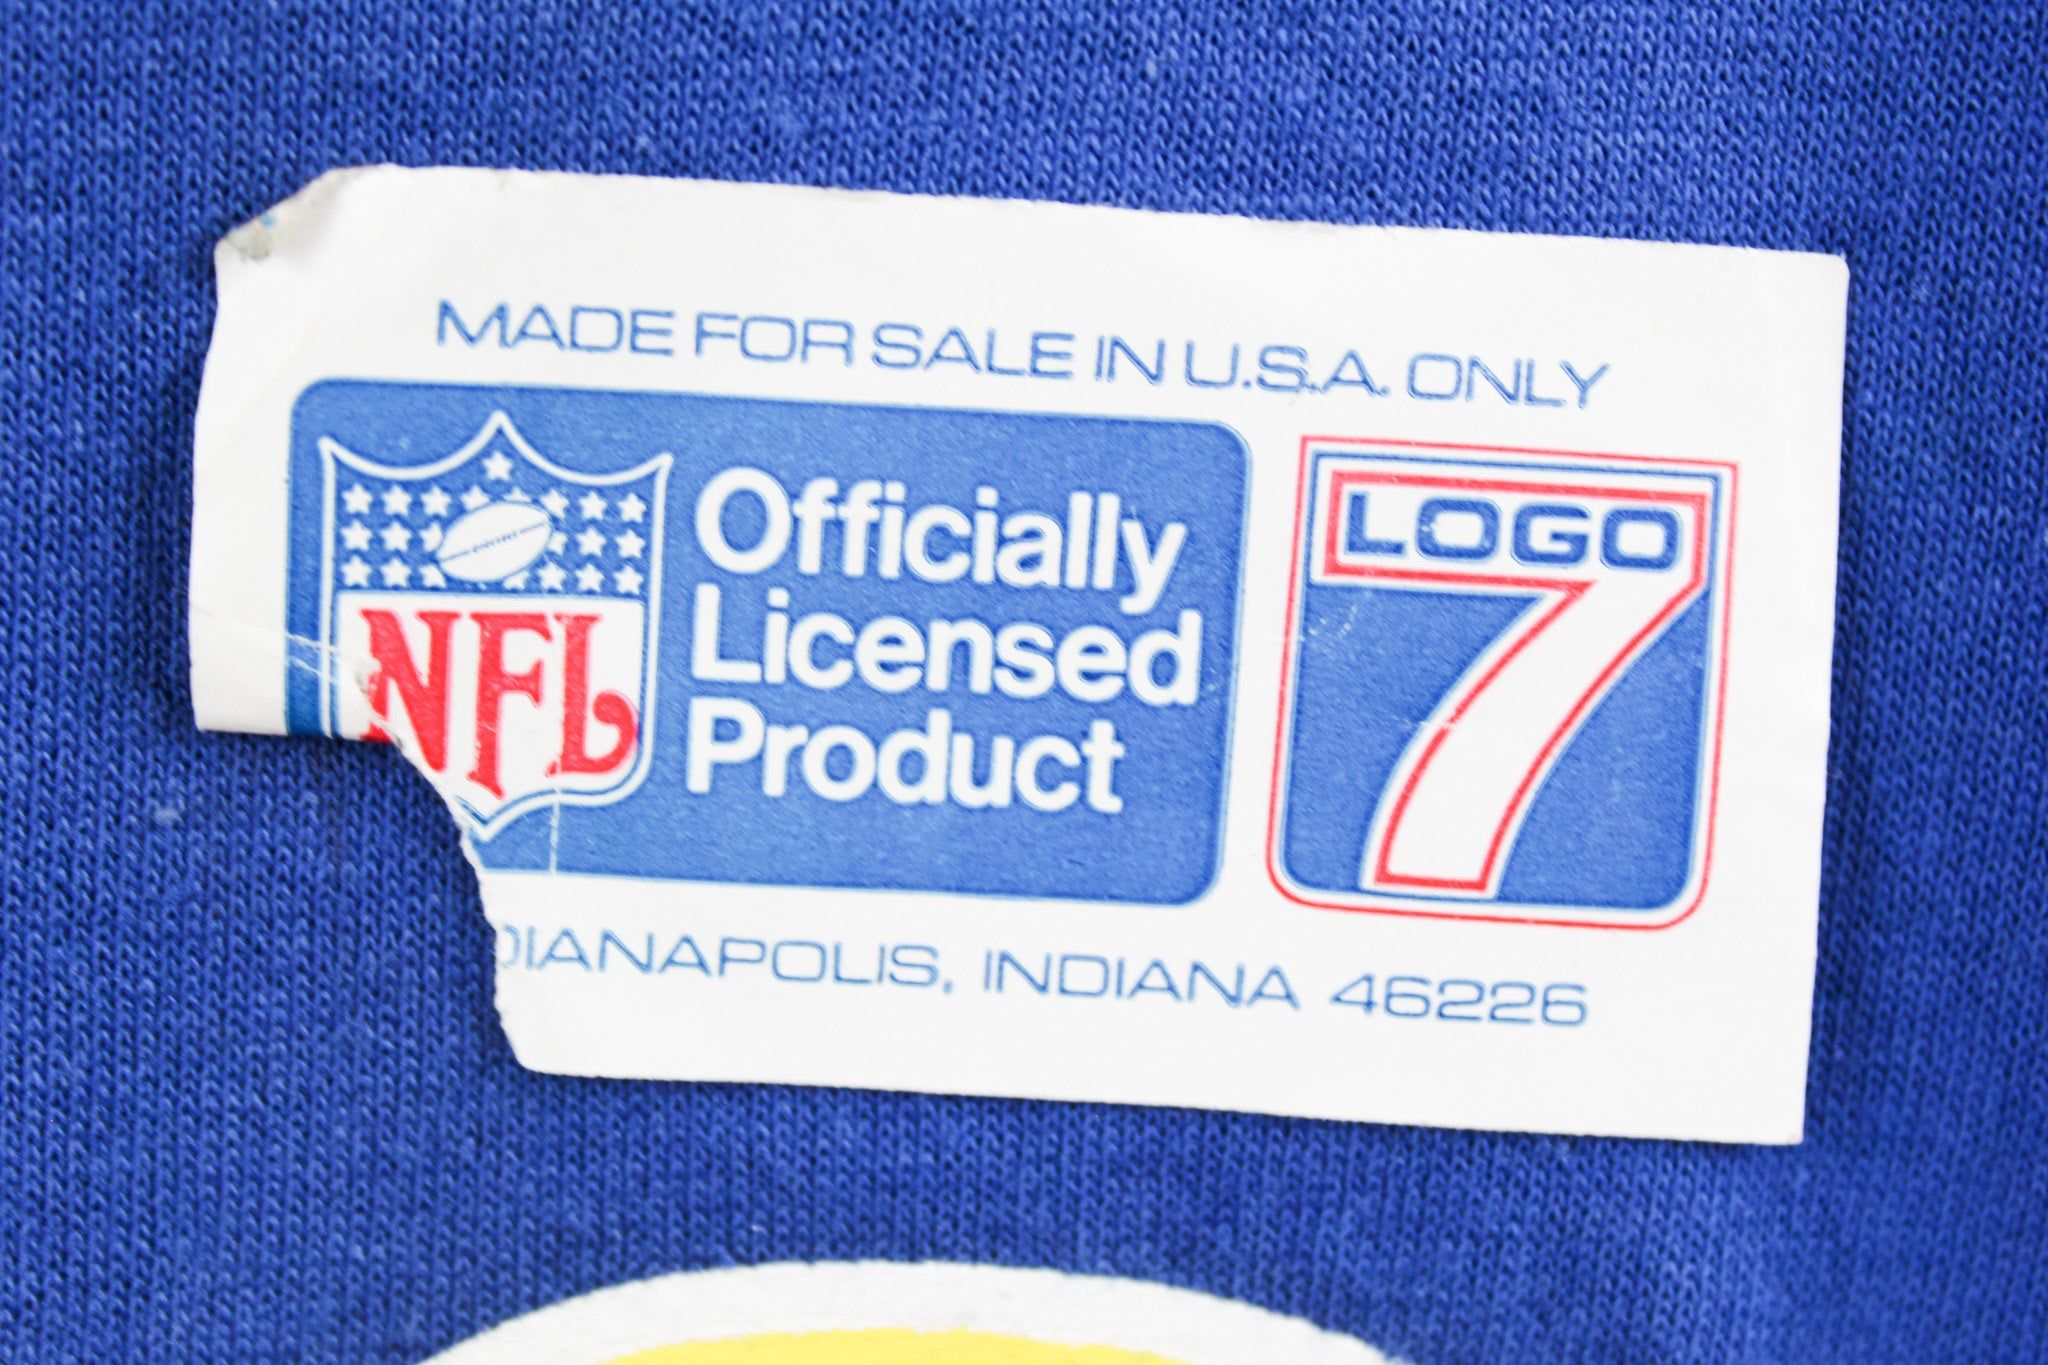 MADE FOR SALE IN U.S.A. ONLY
NFL
Officially
Licensed
Product
LOGO
7
DIANAPOLIS, INDIANA 46226